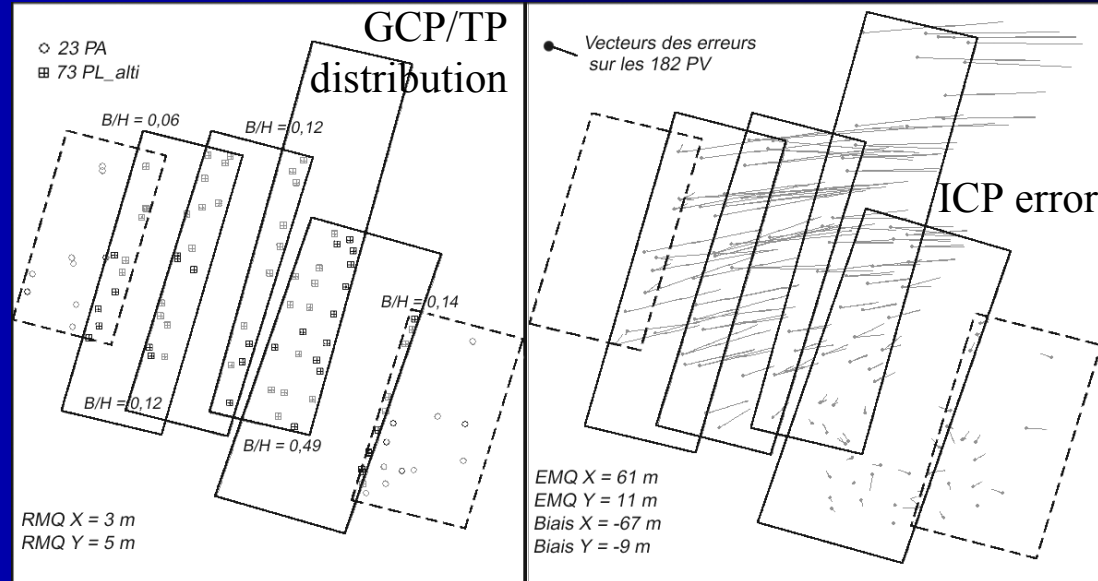 GCP/TP
distribution
23 PA
73 PL_alti
B/H = 0,06
B/H = 0,12
B/H = 0,14
B/H = 0,12
B/H = 0,49
RMQ X = 3 m
RMQ Y = 5 m
Vecteurs des erreurs
sur les 182 PV
ICP error
EMQ X = 61 m
EMQ Y = 11 m
Biais X = -67 m
Biais Y = -9 m